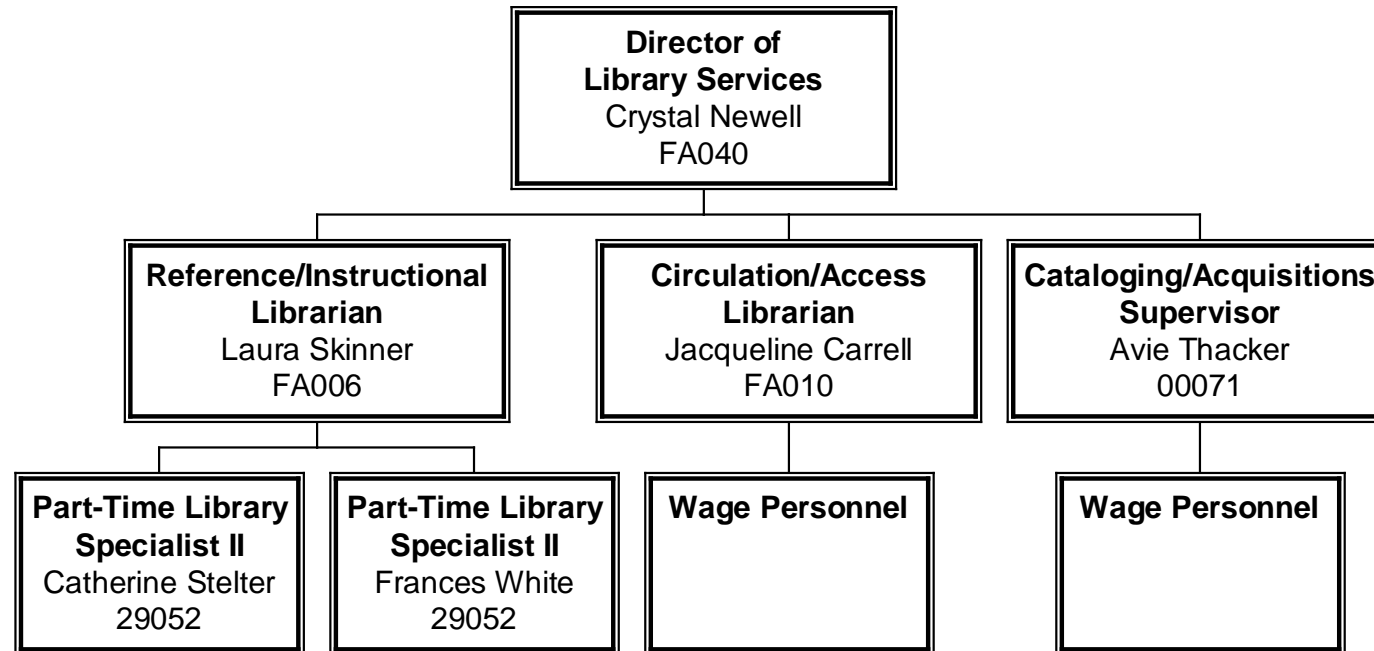 Director of
Library Services
Crystal Newell
FA040
Reference/Instructional
Librarian
Laura Skinner
FA006
Circulation/Access
Librarian
Jacqueline Carrell
FA010
Cataloging/Acquisitions
Supervisor
Avie Thacker
00071
Part-Time Library
Specialist II
Catherine Stelter
29052
Part-Time Library
Specialist II
Frances White
29052
Wage Personnel
Wage Personnel